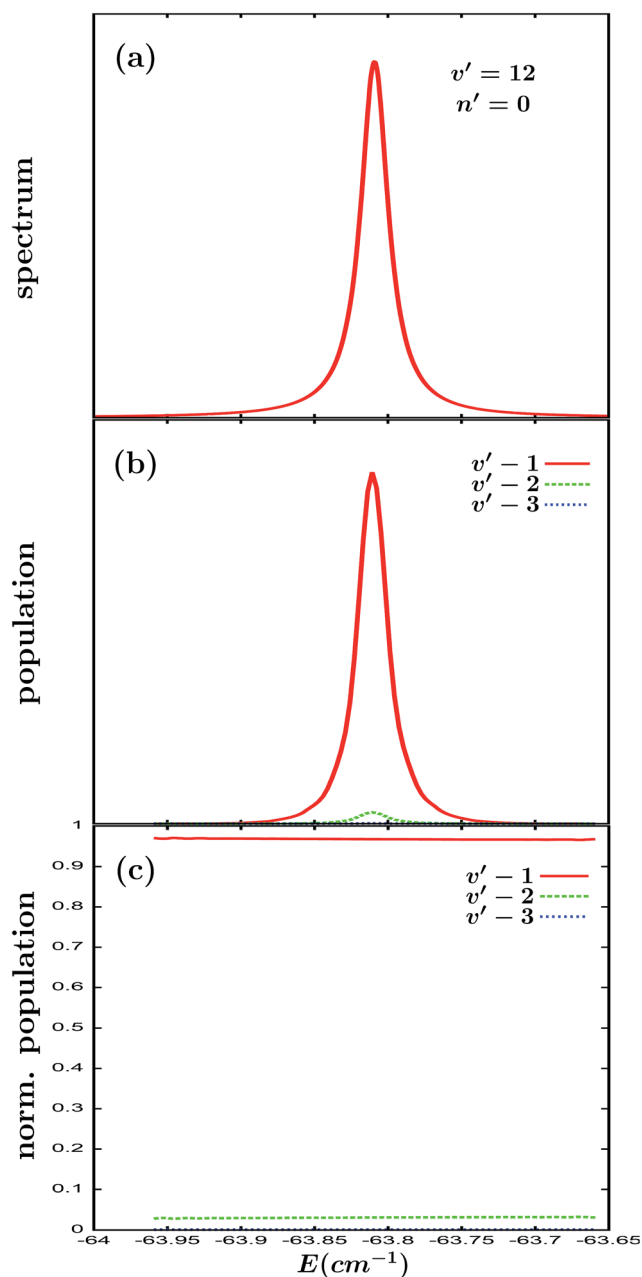 (a)
v′ = 12
n′ = 0
spectrum
(b)
v′ − 1
v′ − 2
v′ − 3
population
1
0.9
0.8
0.7
0.6
0.5
0.4
0.3
0.2
0.1
0
(c)
v′ − 1
v′ − 2
v′ − 3
norm. population
-64 -63.95 -63.9 -63.85 -63.8 -63.75 -63.7 -63.65
E(cm⁻¹)